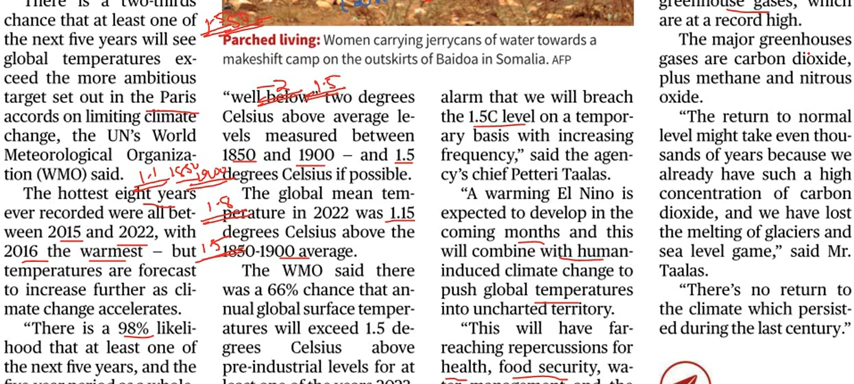 There is a two-thirds
chance that at least one of
the next five years will see
global temperatures ex-
ceed the more ambitious
target set out in the Paris
accords on limiting climate
change, the UN's World
Meteorological Organiza-
tion (WMO) said.
The hottest eight years
ever recorded were all bet-
ween 2015 and 2022, with
2016 the warmest – but
temperatures are forecast
to increase further as cli-
mate change accelerates.
"There is a 98% likeli-
hood that at least one of
the next five years, and the
Parched living: Women carrying jerrycans of water towards a
makeshift camp on the outskirts of Baidoa in Somalia. AFP
"well below" two degrees
Celsius above average le-
vels measured between
1850 and 1900 – and 1.5
degrees Celsius if possible.
The global mean tem-
perature in 2022 was 1.15
degrees Celsius above the
1850-1900 average.
The WMO said there
was a 66% chance that an-
nual global surface temper-
atures will exceed 1.5 de-
grees Celsius above
pre-industrial levels for at
alarm that we will breach
the 1.5C level on a tempor-
ary basis with increasing
frequency," said the agen-
cy's chief Petteri Taalas.
"A warming El Nino is
expected to develop in the
coming months and this
will combine with human-
induced climate change to
push global temperatures
into uncharted territory.
"This will have far-
reaching repercussions for
health, food security, wa-
greenhouse gases, which
are at a record high.
The major greenhouses
gases are carbon dioxide,
plus methane and nitrous
oxide.
"The return to normal
level might take even thou-
sands of years because we
already have such a high
concentration of carbon
dioxide, and we have lost
the melting of glaciers and
sea level game," said Mr.
Taalas.
"There's no return to
the climate which persist-
ed during the last century."
1.5
1.1 1850
1.8
1.5